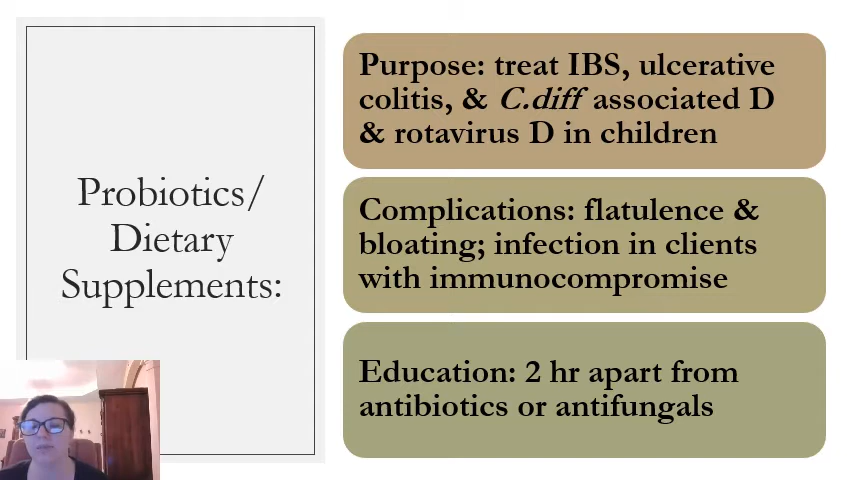 Probiotics/
Dietary
Supplements:
Purpose: treat IBS, ulcerative
colitis, & C.diff associated D
& rotavirus D in children
Complications: flatulence &
bloating; infection in clients
with immunocompromise
Education: 2 hr apart from
antibiotics or antifungals